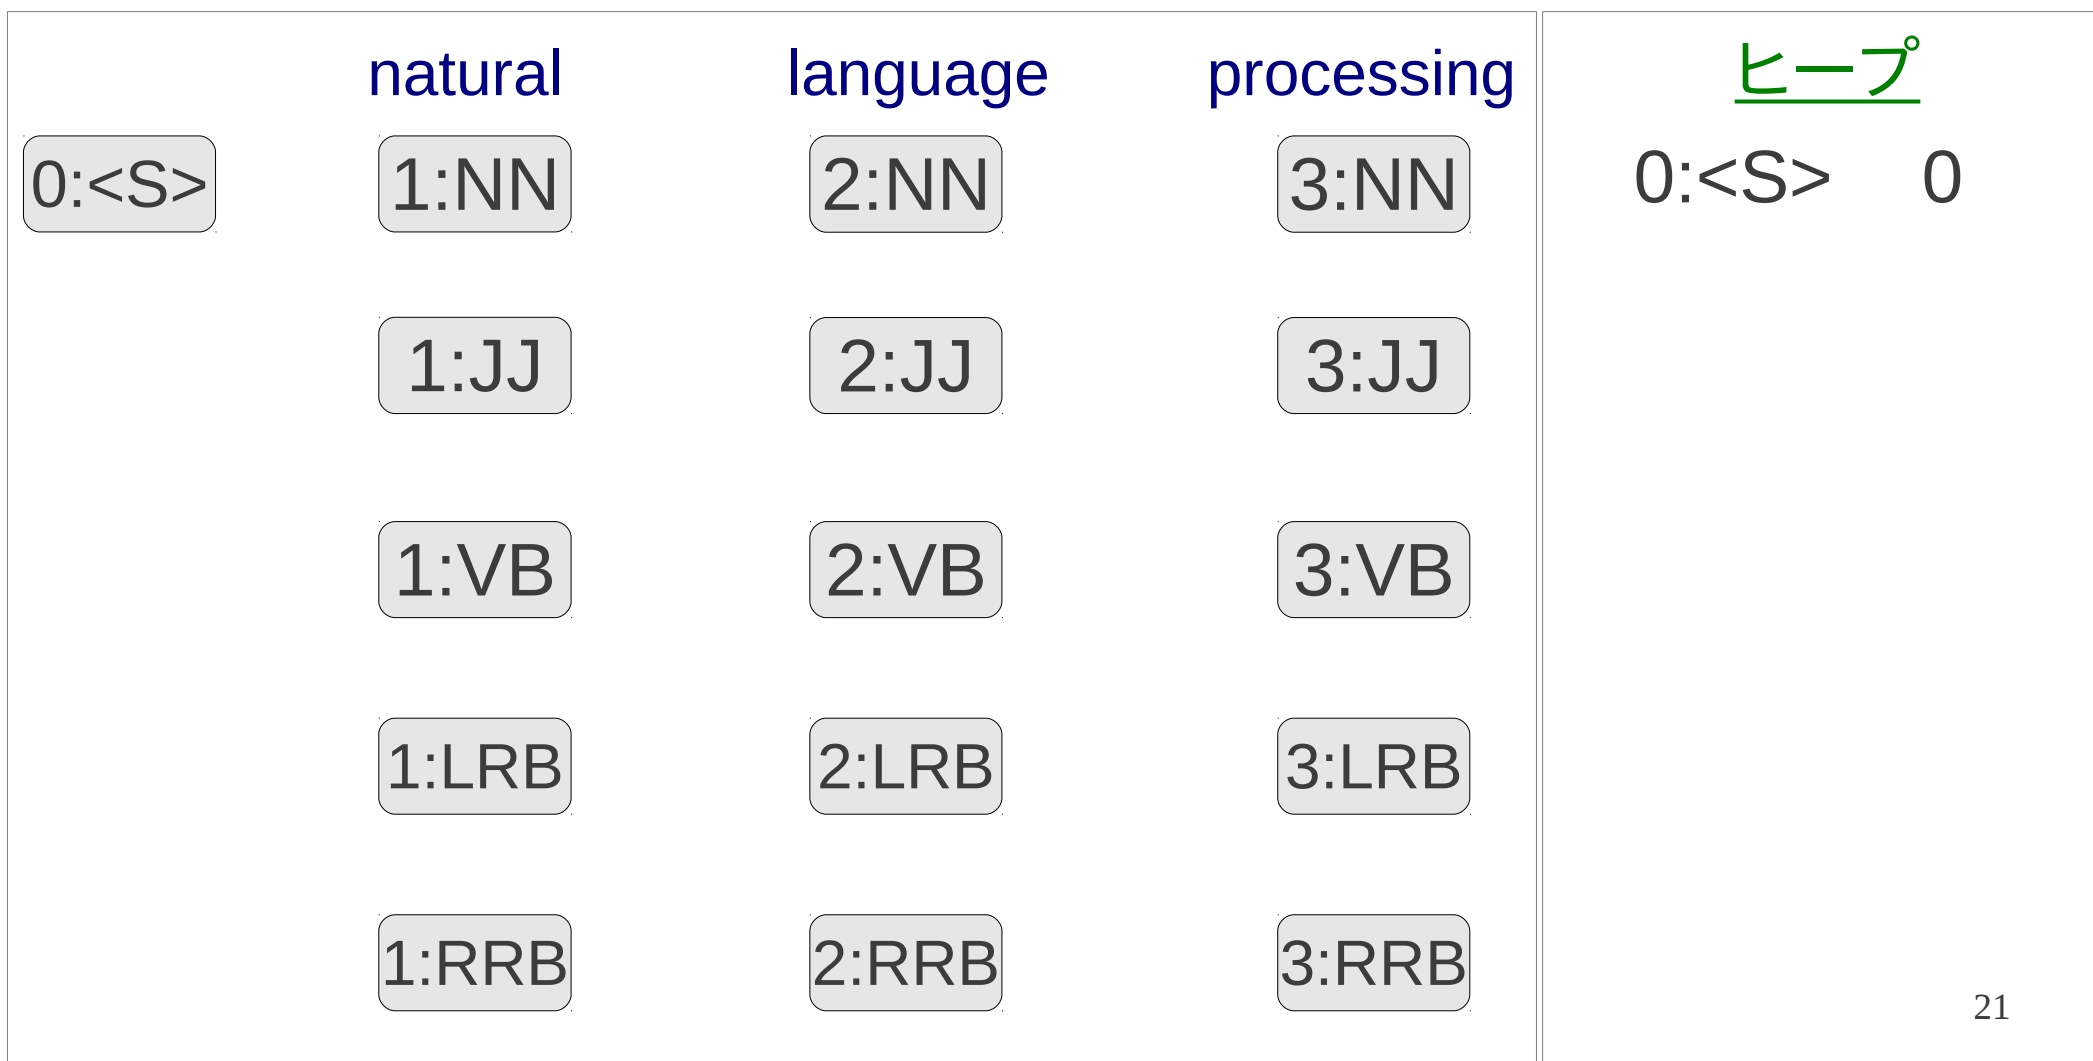 natural language processing ヒープ
0:<S> 1:NN 2:NN 3:NN 0:<S> 0
1:JJ 2:JJ 3:JJ
1:VB 2:VB 3:VB
1:LRB 2:LRB 3:LRB
1:RRB 2:RRB 3:RRB
21